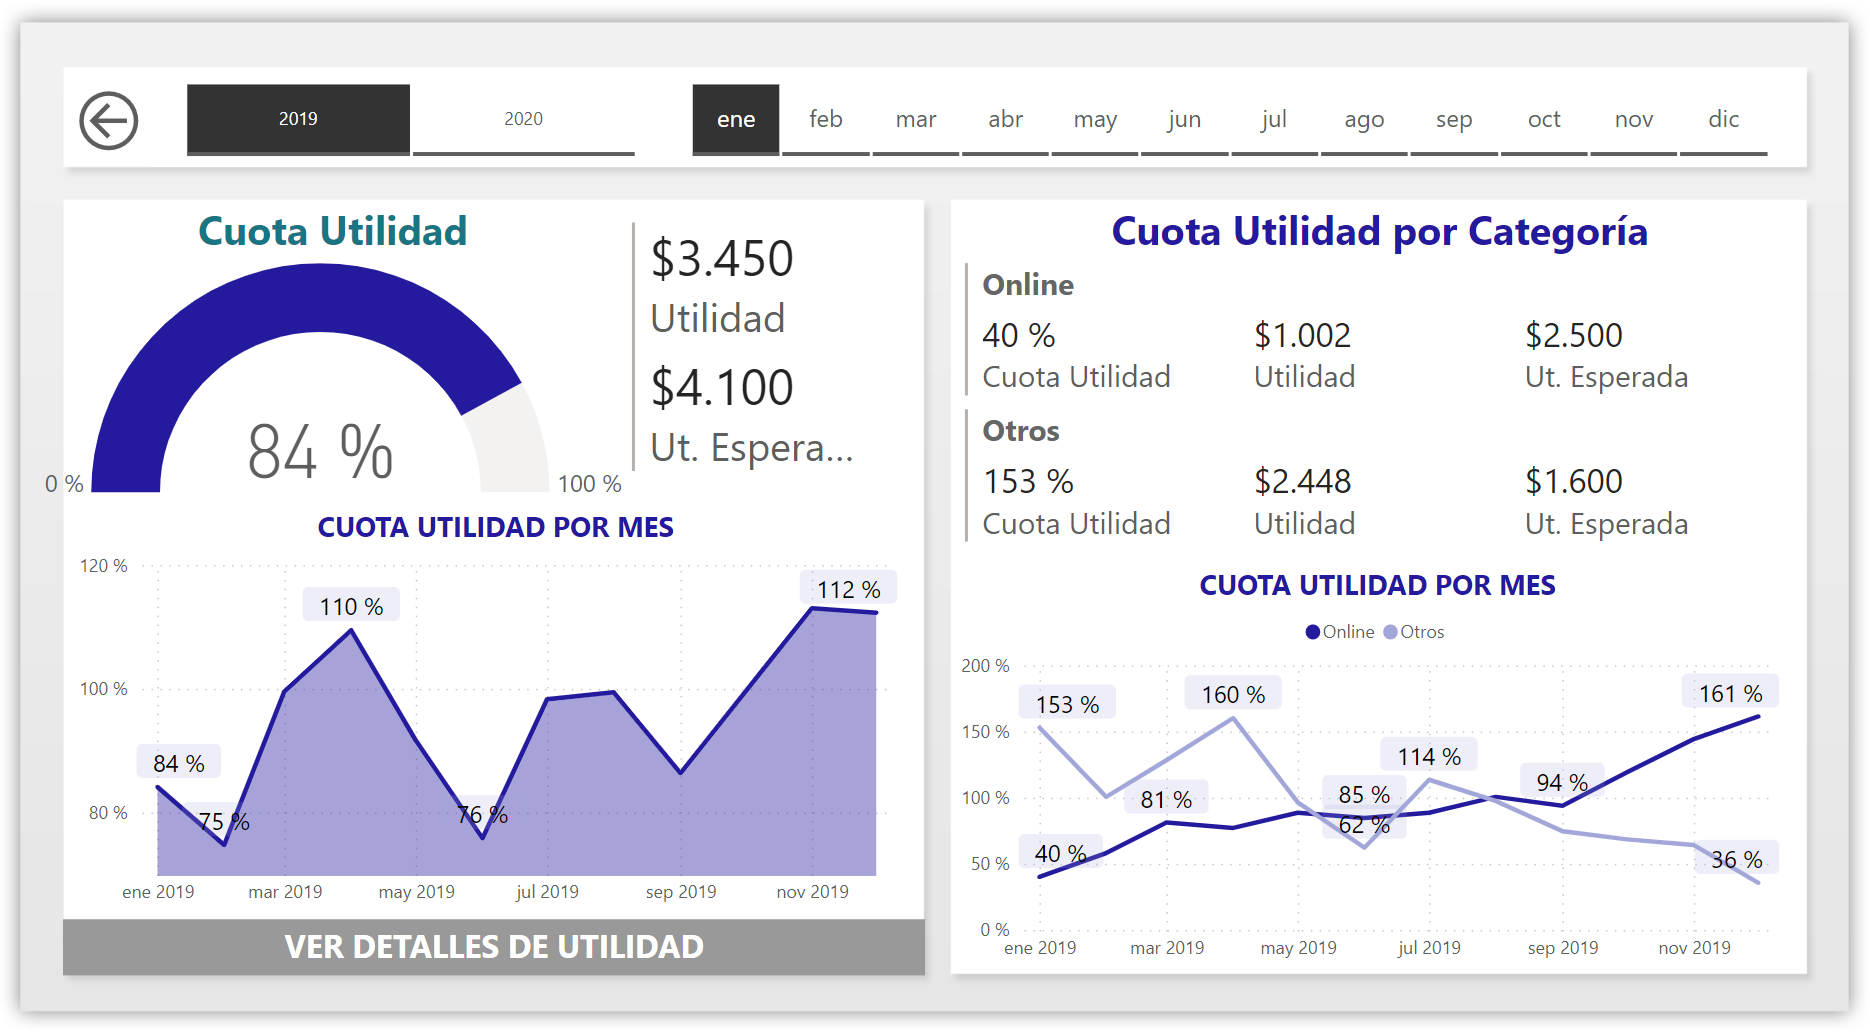 2019 2020 ene feb mar abr may jun jul ago sep oct nov dic
Cuota Utilidad
84 %
0 % 100 %
$3.450
Utilidad
$4.100
Ut. Espera...
CUOTA UTILIDAD POR MES
120 %
100 %
80 %
84 %
75 %
110 %
76 %
112 %
ene 2019 mar 2019 may 2019 jul 2019 sep 2019 nov 2019
VER DETALLES DE UTILIDAD
Cuota Utilidad por Categoría
Online
40 % $1.002 $2.500
Cuota Utilidad Utilidad Ut. Esperada
Otros
153 % $2.448 $1.600
Cuota Utilidad Utilidad Ut. Esperada
CUOTA UTILIDAD POR MES
Online Otros
200 %
150 %
100 %
50 %
0 %
153 %
40 %
81 %
160 %
85 %
62 %
114 %
94 %
161 %
36 %
ene 2019 mar 2019 may 2019 jul 2019 sep 2019 nov 2019